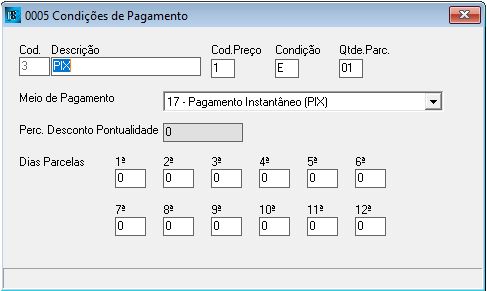 0005 Condições de Pagamento
Cod. Descrição Cod.Preço Condição Qtde.Parc.
3 PIX 1 E 01
Meio de Pagamento 17 - Pagamento Instantâneo (PIX)
Perc. Desconto Pontualidade 0
Dias Parcelas 1ª 2ª 3ª 4ª 5ª 6ª
0 0 0 0 0 0
7ª 8ª 9ª 10ª 11ª 12ª
0 0 0 0 0 0